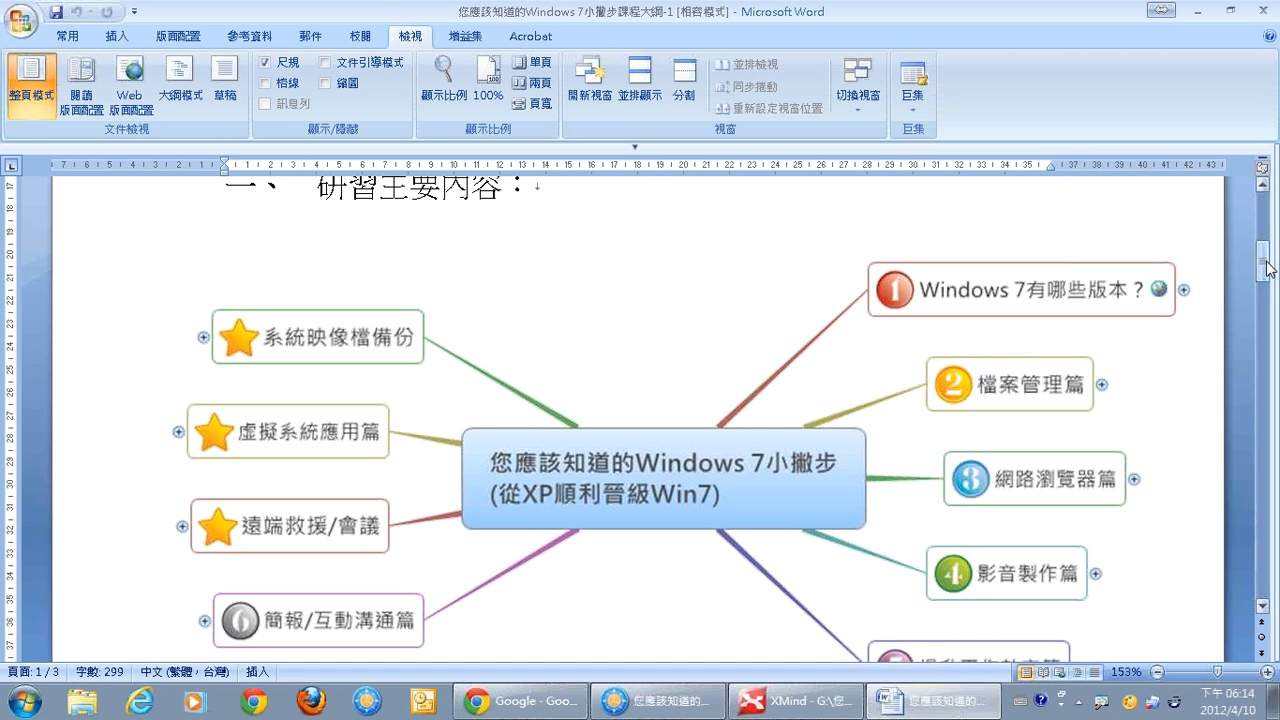 您應該知道的Windows 7小撇步課程大綱-1 [相容模式] - Microsoft Word
常用 插入 版面配置 參考資料 郵件 校閱 檢視 增益集 Acrobat
整頁模式 閱讀版面配置 Web 版面配置 大綱模式 草稿
文件檢視
尺規 文件引導模式
格線 縮圖
訊息列
顯示/隱藏
顯示比例 100% 單頁 兩頁 頁寬
顯示比例
開新視窗 並排顯示 分割
並排檢視
同步捲動
重新設定視窗位置
切換視窗
視窗
巨集
巨集
一、 研習主要內容：
1 Windows 7有哪些版本？
系統映像檔備份
2 檔案管理篇
虛擬系統應用篇
您應該知道的Windows 7小撇步
(從XP順利晉級Win7)
3 網路瀏覽器篇
遠端救援/會議
4 影音製作篇
6 簡報/互動溝通篇
頁面: 1 / 3 字數: 299 中文 (繁體，台灣) 插入 153%
Google - Goo... 您應該知道的... XMind - G:\您... 您應該知道的...
下午 06:14
2012/4/10